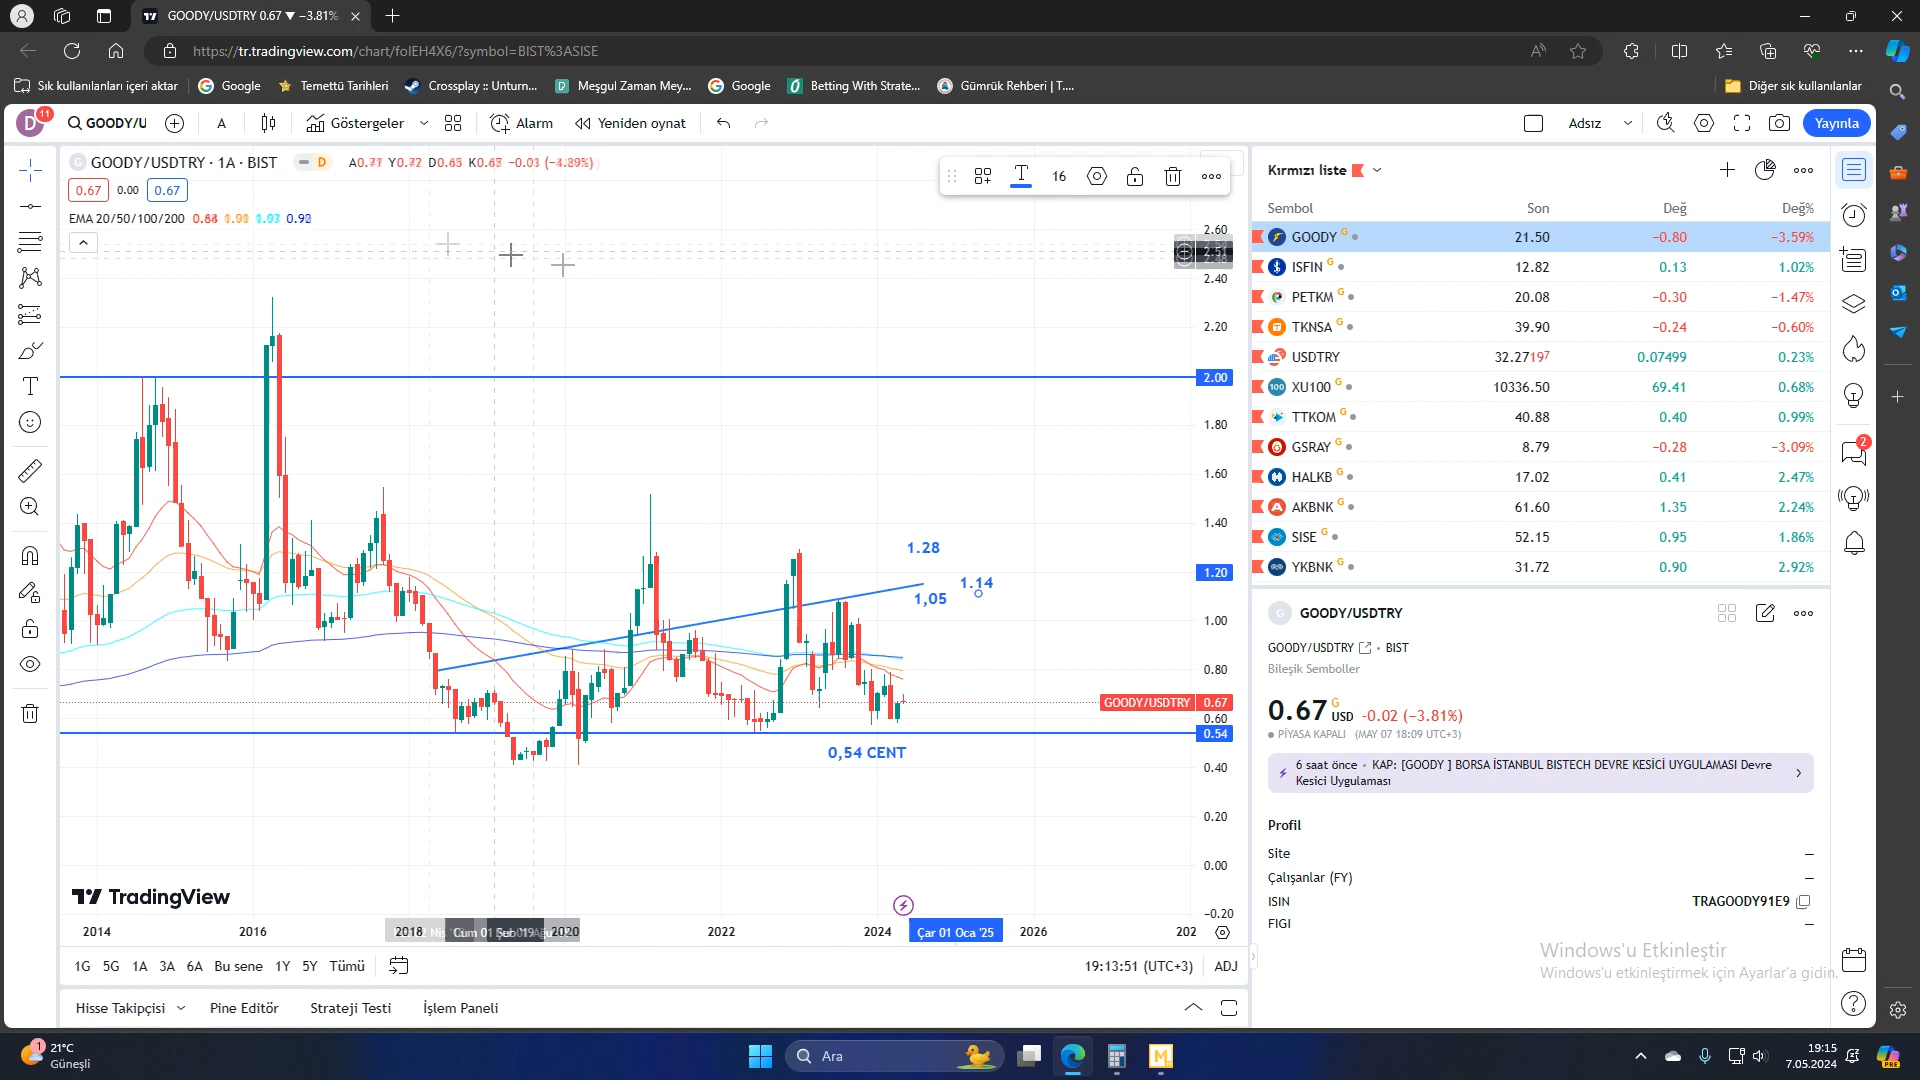 GOODY/USDTRY 0.67 ▼ −3.81%
https://tr.tradingview.com/chart/folEH4X6/?symbol=BIST%3ASISE
Sık kullanılanları içeri aktar
Google
Temettü Tarihleri
Crossplay :: Unturn...
Meşgul Zaman Mey...
Google
Betting With Strate...
Gümrük Rehberi | T....
Diğer sık kullanılanlar
D
11
GOODY/U
A
Göstergeler
Alarm
Yeniden oynat
Adsız
Yayınla
GOODY/USDTRY · 1A · BIST
D
0.67
0.00
0.67
EMA 20/50/100/200
2.60
2.40
2.20
2.00
1.80
1.60
1.40
1.20
1.00
0.80
GOODY/USDTRY 0.67
0.60
0.54
0.40
0.20
0.00
−0.20
16
1.28
1.14
1,05
0,54 CENT
TradingView
2014
2016
2018
2020
2022
2024
Çar 01 Oca '25
2026
202
1G
5G
1A
3A
6A
Bu sene
1Y
5Y
Tümü
19:13:51 (UTC+3)
ADJ
Hisse Takipçisi
Pine Editör
Strateji Testi
İşlem Paneli
Kırmızı liste
Sembol Son Değ Değ%
GOODY G 21.50 −0.80 −3.59%
ISFIN G 12.82 0.13 1.02%
PETKM G 20.08 −0.30 −1.47%
TKNSA G 39.90 −0.24 −0.60%
USDTRY 32.27197 0.07499 0.23%
XU100 G 10336.50 69.41 0.68%
TTKOM G 40.88 0.40 0.99%
GSRAY G 8.79 −0.28 −3.09%
HALKB G 17.02 0.41 2.47%
AKBNK G 61.60 1.35 2.24%
SISE G 52.15 0.95 1.86%
YKBNK G 31.72 0.90 2.92%
G GOODY/USDTRY
GOODY/USDTRY • BIST
Bileşik Semboller
0.67 G USD −0.02 (−3.81%)
PİYASA KAPALI (MAY 07 18:09 UTC+3)
6 saat önce • KAP: [GOODY ] BORSA İSTANBUL BISTECH DEVRE KESİCİ UYGULAMASI Devre
Kesici Uygulaması
Profil
Site –
Çalışanlar (FY) –
ISIN TRAGOODY91E9
FIGI –
Windows'u Etkinleştir
Windows'u etkinleştirmek için Ayarlar'a gidin.
2
1
21°C
Güneşli
Ara
19:15
7.05.2024
PRE